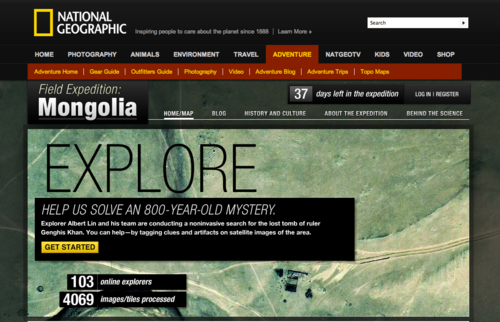 NATIONAL
GEOGRAPHIC
Inspiring people to care about the planet since 1888 | Learn More »
Search
HOME PHOTOGRAPHY ANIMALS ENVIRONMENT TRAVEL ADVENTURE NATGEOTV KIDS VIDEO SHOP
Adventure Home | Gear Guide | Outfitters Guide | Photography | Video | Adventure Blog | Adventure Trips | Topo Maps
Field Expedition:
Mongolia
37 days left in the expedition LOG IN | REGISTER
HOME/MAP BLOG HISTORY AND CULTURE ABOUT THE EXPEDITION BEHIND THE SCIENCE
EXPLORE
HELP US SOLVE AN 800-YEAR-OLD MYSTERY.
Explorer Albert Lin and his team are conducting a noninvasive search for the lost tomb of ruler
Genghis Khan. You can help—by tagging clues and artifacts on satellite images of the area.
GET STARTED
103 online explorers
4069 images/tiles processed